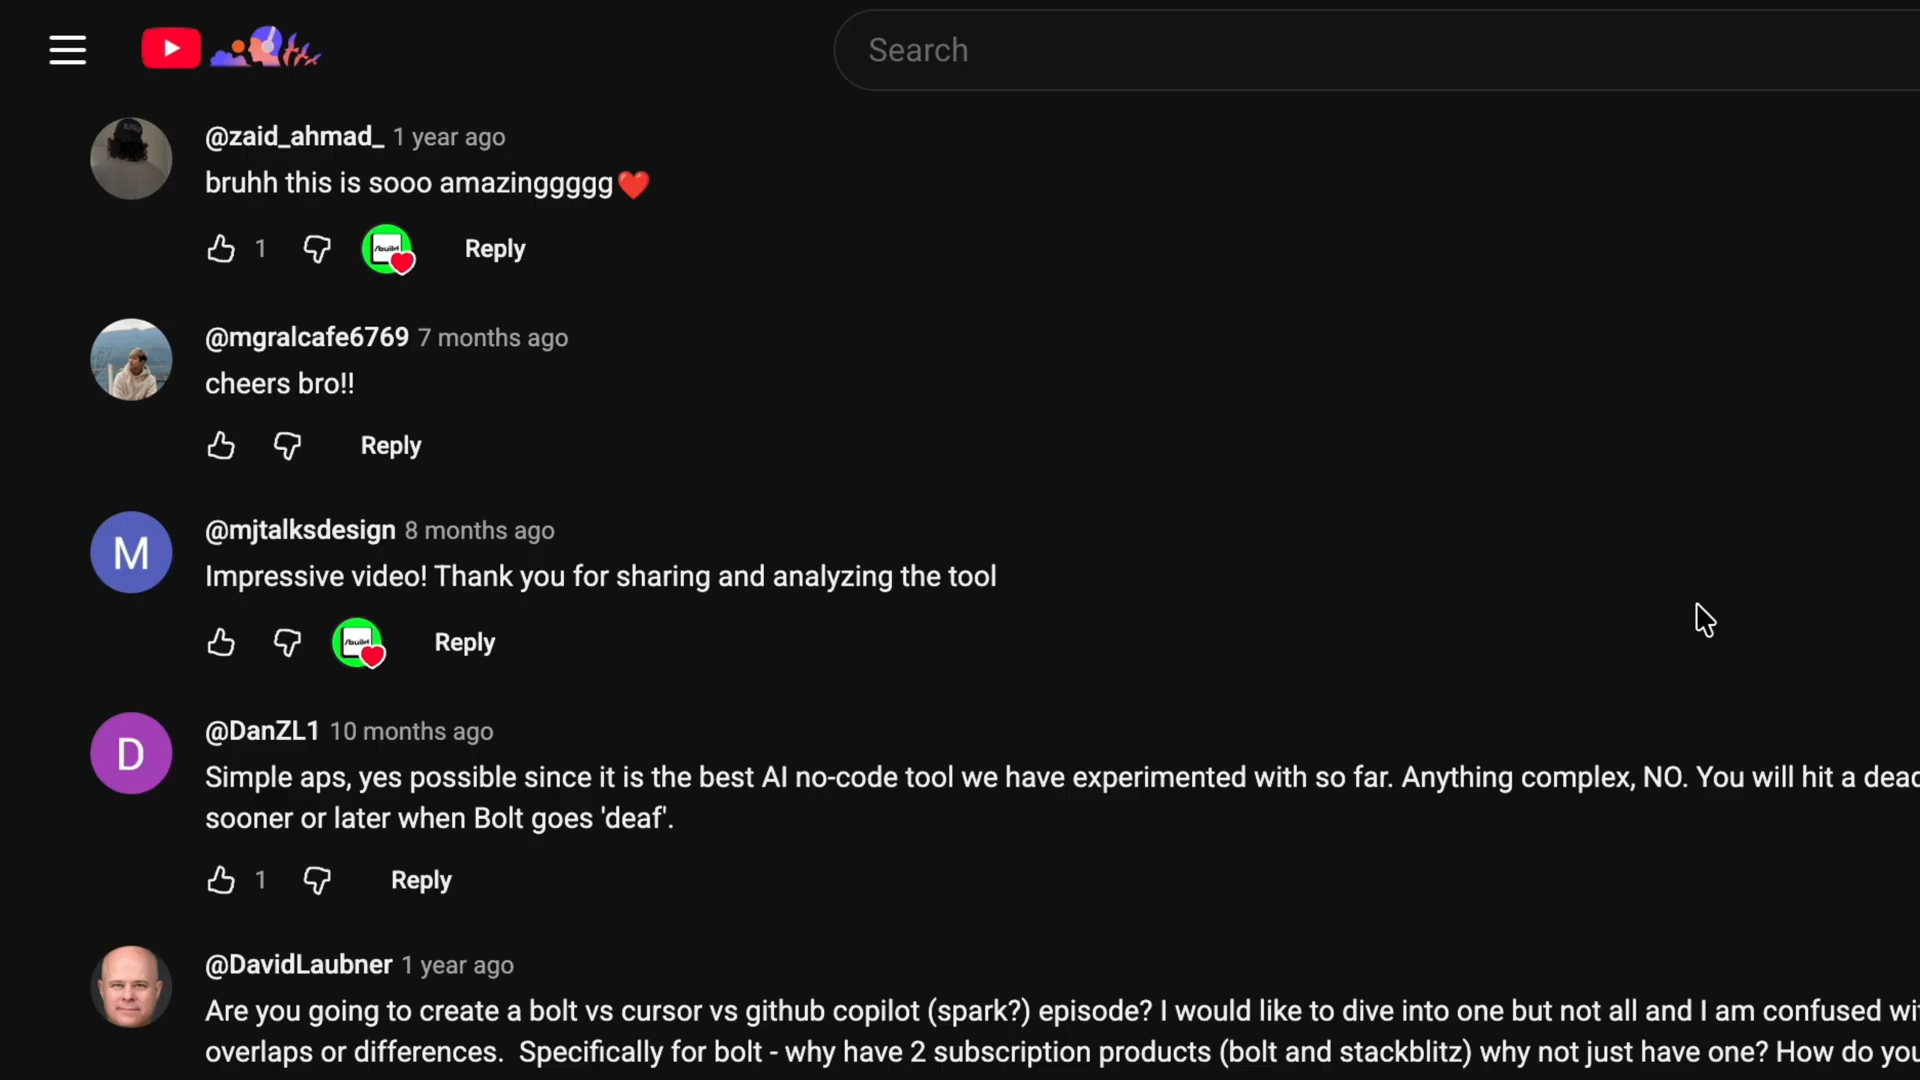 Search
@zaid_ahmad_ 1 year ago
bruhh this is sooo amazinggggg❤️
1 /build Reply
@mgralcafe6769 7 months ago
cheers bro!!
Reply
M @mjtalksdesign 8 months ago
Impressive video! Thank you for sharing and analyzing the tool
/build Reply
D @DanZL1 10 months ago
Simple aps, yes possible since it is the best AI no-code tool we have experimented with so far. Anything complex, NO. You will hit a dead
sooner or later when Bolt goes 'deaf'.
1 Reply
@DavidLaubner 1 year ago
Are you going to create a bolt vs cursor vs github copilot (spark?) episode? I would like to dive into one but not all and I am confused
overlaps or differences. Specifically for bolt - why have 2 subscription products (bolt and stackblitz) why not just have one? How do you